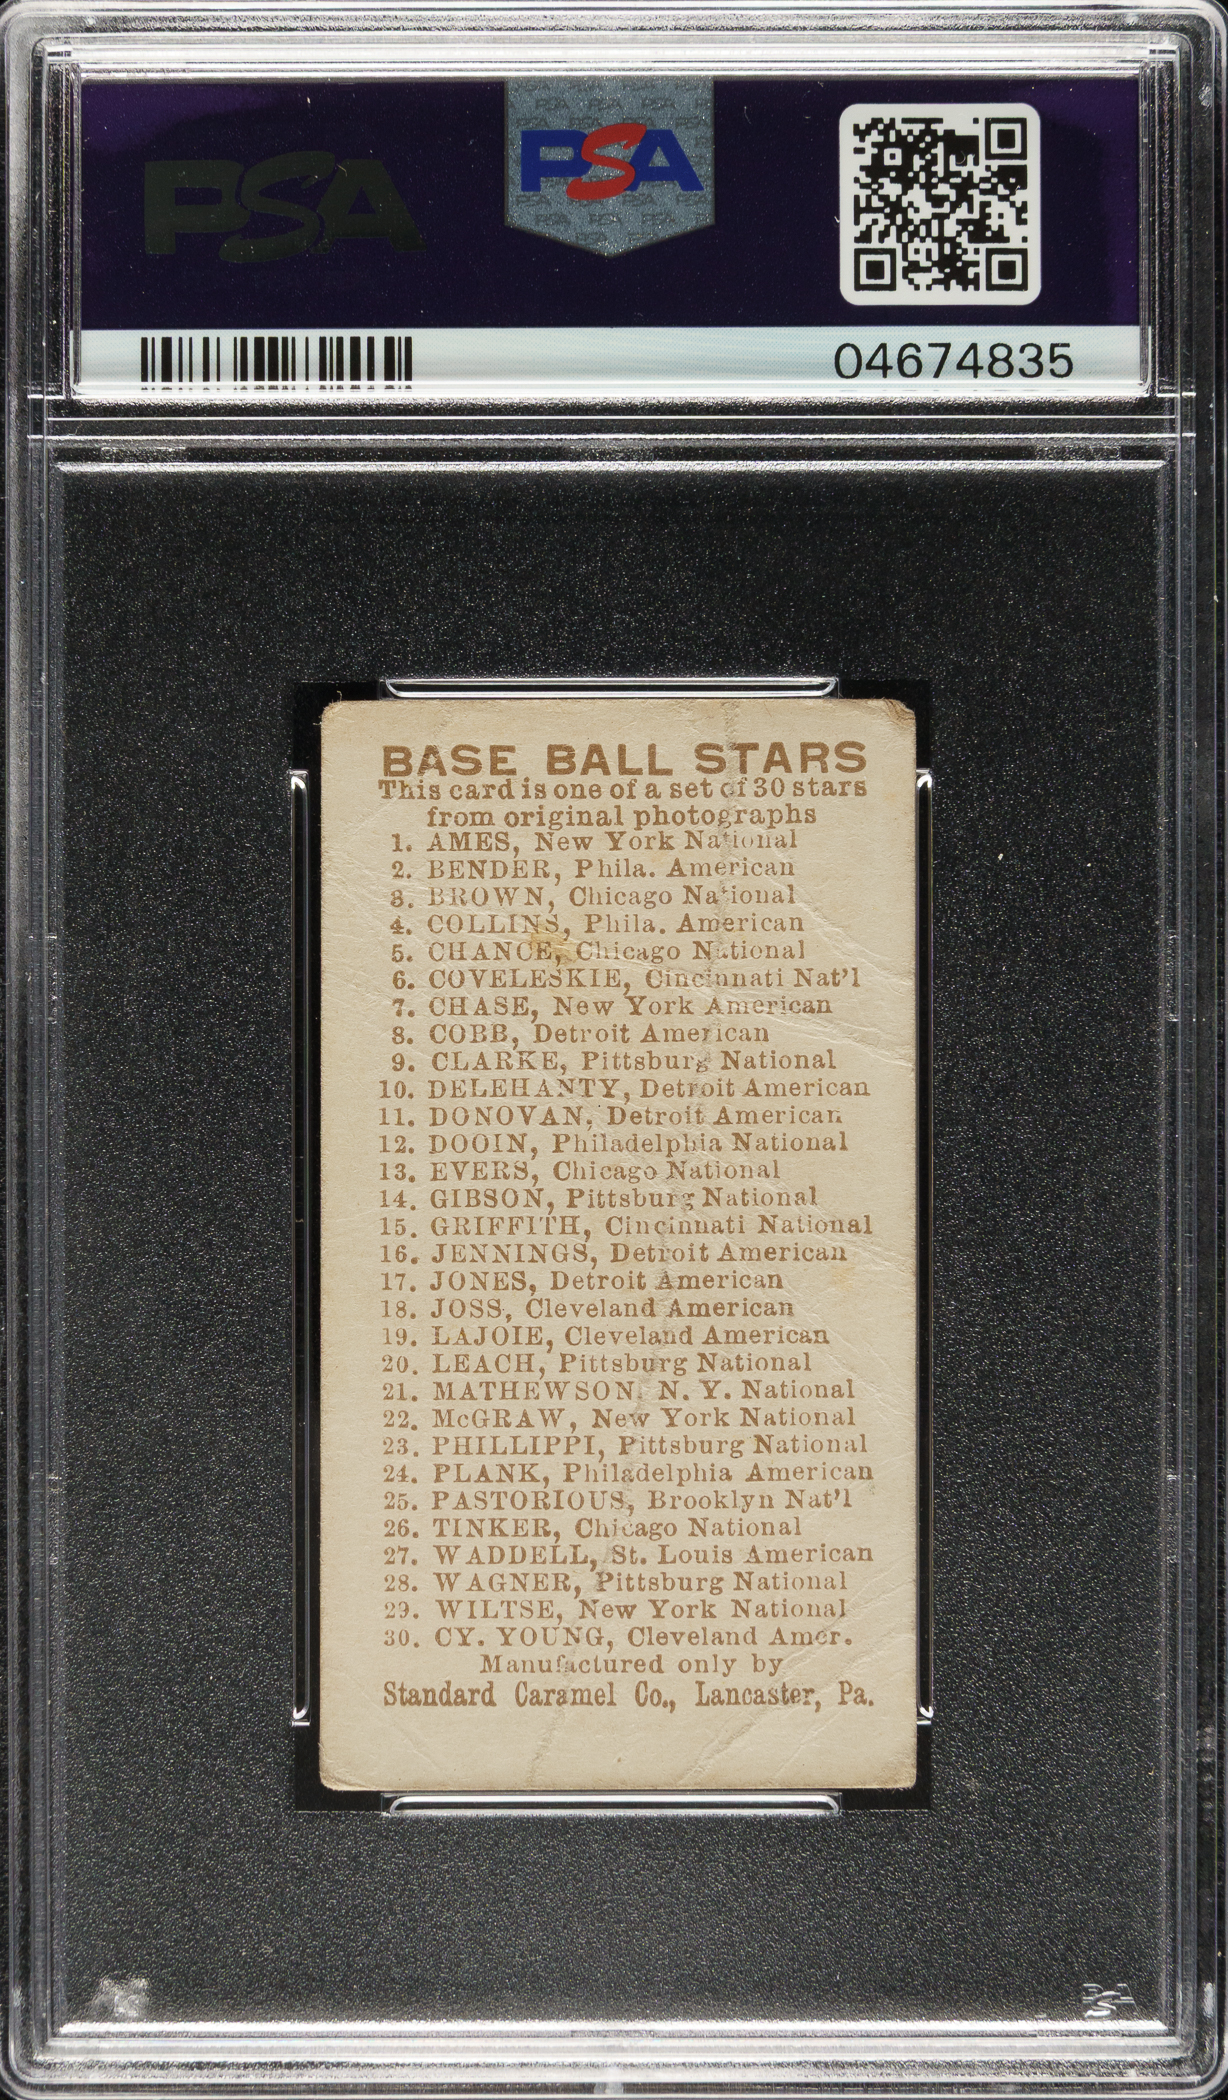 PSA
PSA
04674835
BASE BALL STARS
This card is one of a set of 30 stars
from original photographs
1. AMES, New York National
2. BENDER, Phila. American
3. BROWN, Chicago National
4. COLLINS, Phila. American
5. CHANCE, Chicago National
6. COVELESKIE, Cincinnati Nat'l
7. CHASE, New York American
8. COBB, Detroit American
9. CLARKE, Pittsburg National
10. DELEHANTY, Detroit American
11. DONOVAN, Detroit American
12. DOOIN, Philadelphia National
13. EVERS, Chicago National
14. GIBSON, Pittsburg National
15. GRIFFITH, Cincinnati National
16. JENNINGS, Detroit American
17. JONES, Detroit American
18. JOSS, Cleveland American
19. LAJOIE, Cleveland American
20. LEACH, Pittsburg National
21. MATHEWSON, N. Y. National
22. McGRAW, New York National
23. PHILLIPPI, Pittsburg National
24. PLANK, Philadelphia American
25. PASTORIOUS, Brooklyn Nat'l
26. TINKER, Chicago National
27. WADDELL, St. Louis American
28. WAGNER, Pittsburg National
29. WILTSE, New York National
30. CY. YOUNG, Cleveland Amer.
Manufactured only by
Standard Caramel Co., Lancaster, Pa.
PSA